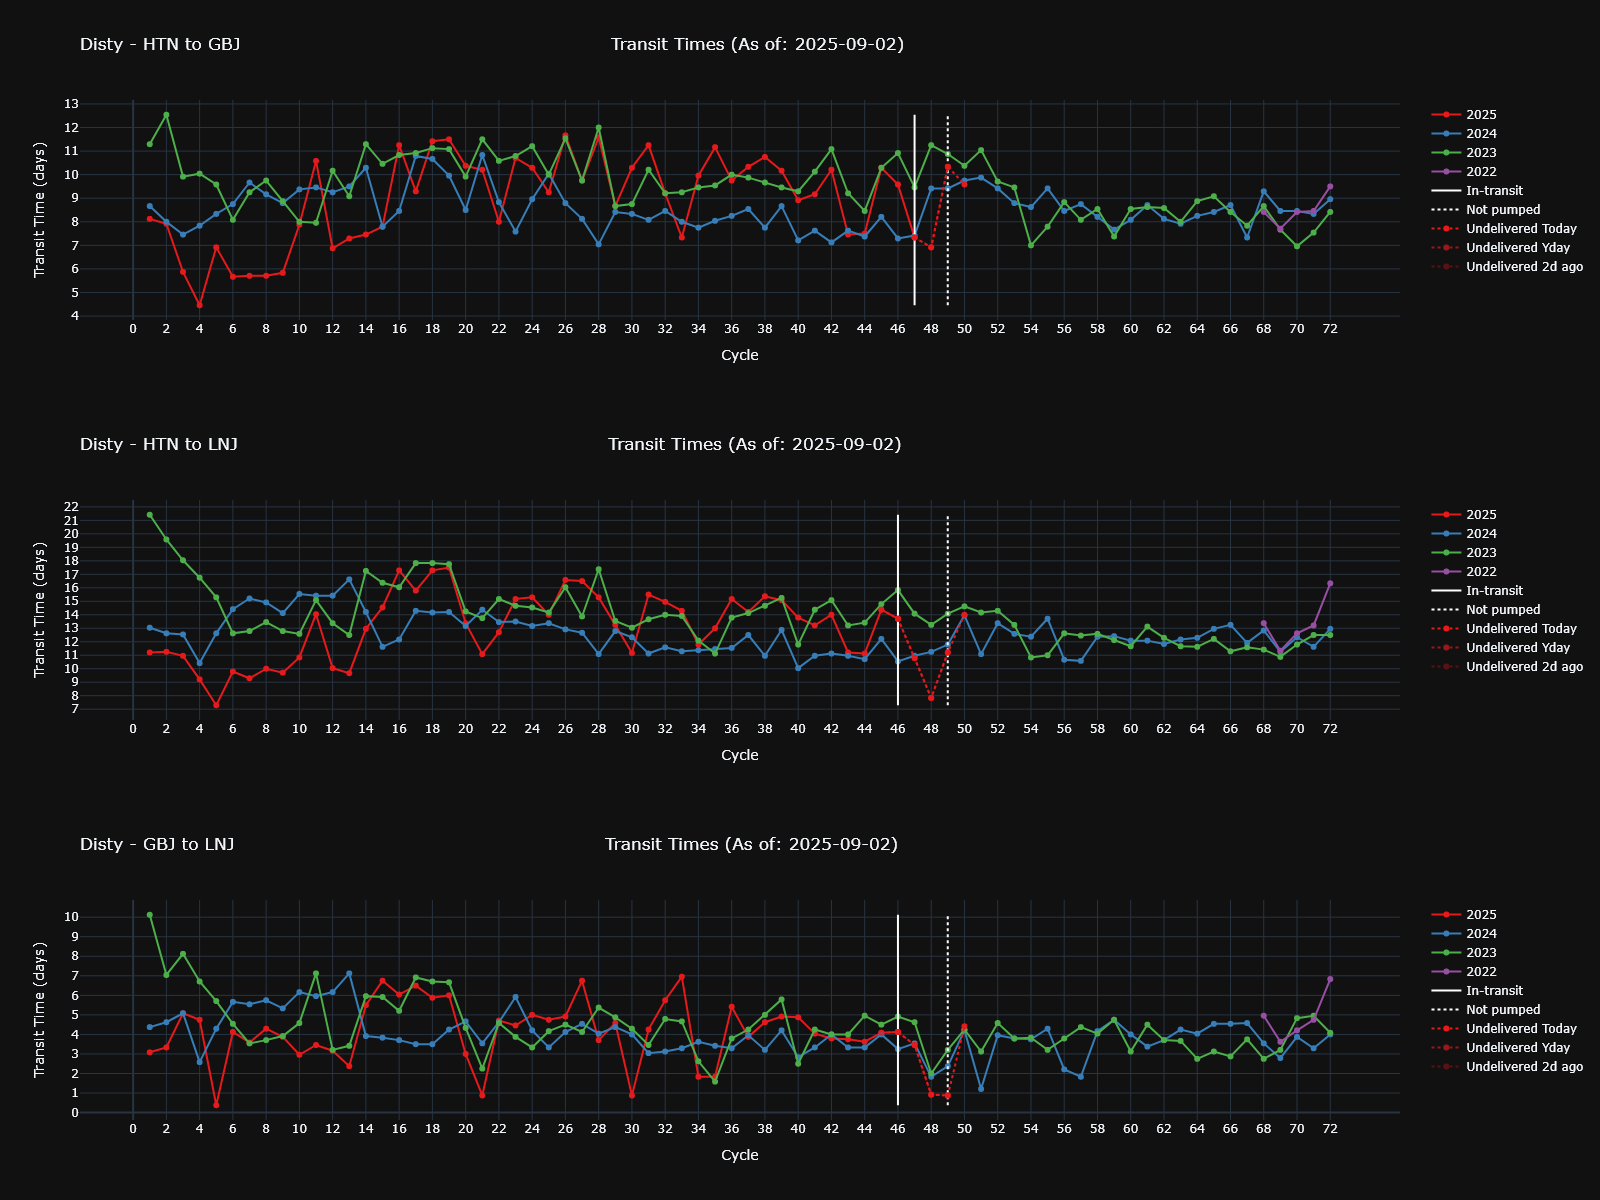 Disty - HTN to GBJ
Transit Times (As of: 2025-09-02)
Transit Time (days)
13
12
11
10
9
8
7
6
5
4
0 2 4 6 8 10 12 14 16 18 20 22 24 26 28 30 32 34 36 38 40 42 44 46 48 50 52 54 56 58 60 62 64 66 68 70 72
Cycle
2025
2024
2023
2022
In-transit
Not pumped
Undelivered Today
Undelivered Yday
Undelivered 2d ago
Disty - HTN to LNJ
Transit Times (As of: 2025-09-02)
Transit Time (days)
22
21
20
19
18
17
16
15
14
13
12
11
10
9
8
7
0 2 4 6 8 10 12 14 16 18 20 22 24 26 28 30 32 34 36 38 40 42 44 46 48 50 52 54 56 58 60 62 64 66 68 70 72
Cycle
2025
2024
2023
2022
In-transit
Not pumped
Undelivered Today
Undelivered Yday
Undelivered 2d ago
Disty - GBJ to LNJ
Transit Times (As of: 2025-09-02)
Transit Time (days)
10
9
8
7
6
5
4
3
2
1
0
0 2 4 6 8 10 12 14 16 18 20 22 24 26 28 30 32 34 36 38 40 42 44 46 48 50 52 54 56 58 60 62 64 66 68 70 72
Cycle
2025
2024
2023
2022
In-transit
Not pumped
Undelivered Today
Undelivered Yday
Undelivered 2d ago